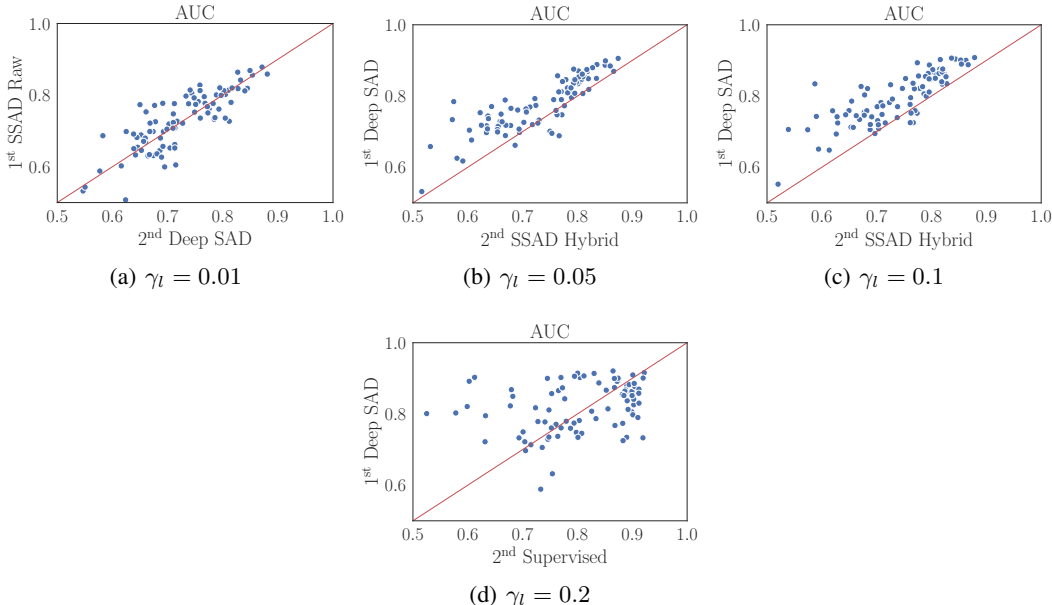 AUC
1.0
0.8
0.6
1st SSAD Raw
0.5 0.6 0.7 0.8 0.9 1.0
2nd Deep SAD
(a) γl = 0.01
AUC
1.0
0.8
0.6
1st Deep SAD
0.5 0.6 0.7 0.8 0.9 1.0
2nd SSAD Hybrid
(b) γl = 0.05
AUC
1.0
0.8
0.6
1st Deep SAD
0.5 0.6 0.7 0.8 0.9 1.0
2nd SSAD Hybrid
(c) γl = 0.1
AUC
1.0
0.8
0.6
1st Deep SAD
0.5 0.6 0.7 0.8 0.9 1.0
2nd Supervised
(d) γl = 0.2